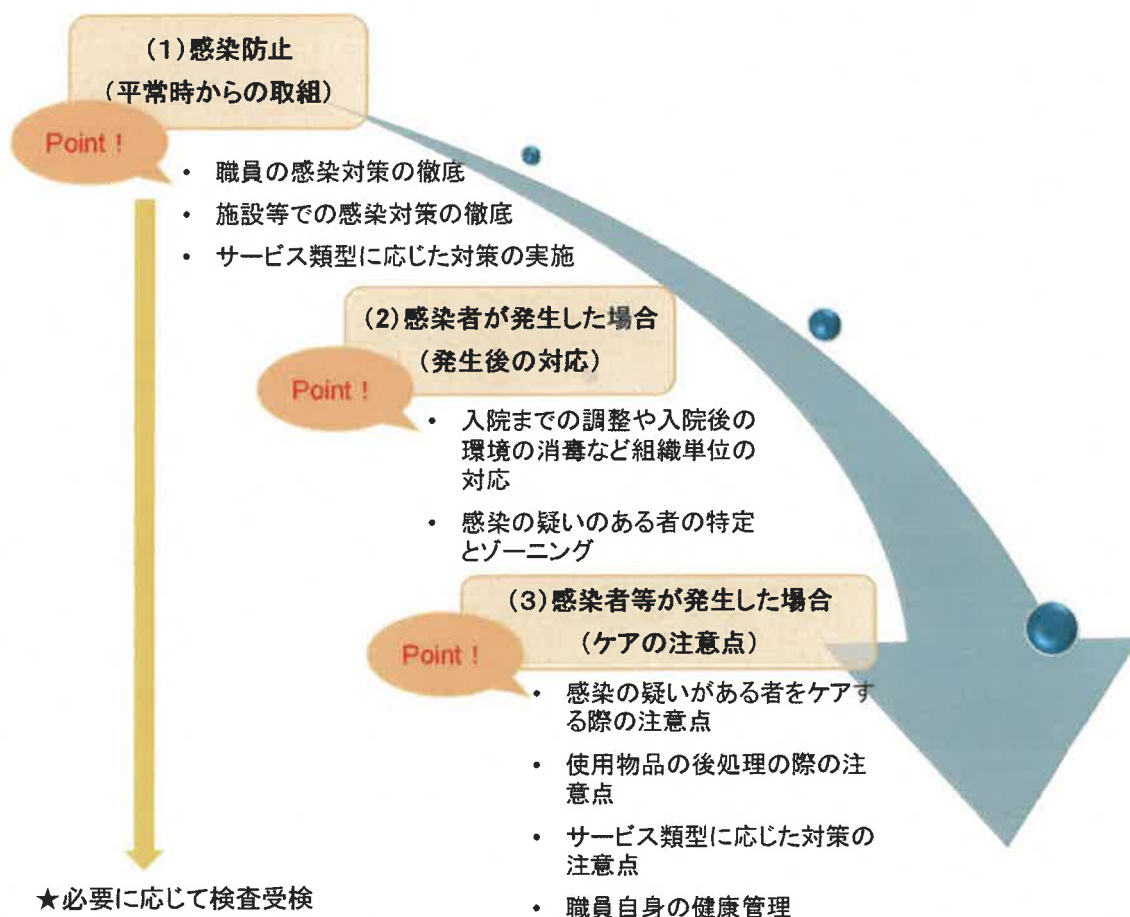 (1)感染防止
(平常時からの取組)
Point！
・ 職員の感染対策の徹底
・ 施設等での感染対策の徹底
・ サービス類型に応じた対策の実施
(2)感染者が発生した場合
(発生後の対応)
Point！
・ 入院までの調整や入院後の
環境の消毒など組織単位の
対応
・ 感染の疑いのある者の特定
とゾーニング
(3)感染者等が発生した場合
(ケアの注意点)
Point！
・ 感染の疑いがある者をケアす
る際の注意点
・ 使用物品の後処理の際の注
意点
・ サービス類型に応じた対策の
注意点
・ 職員自身の健康管理
★必要に応じて検査受検